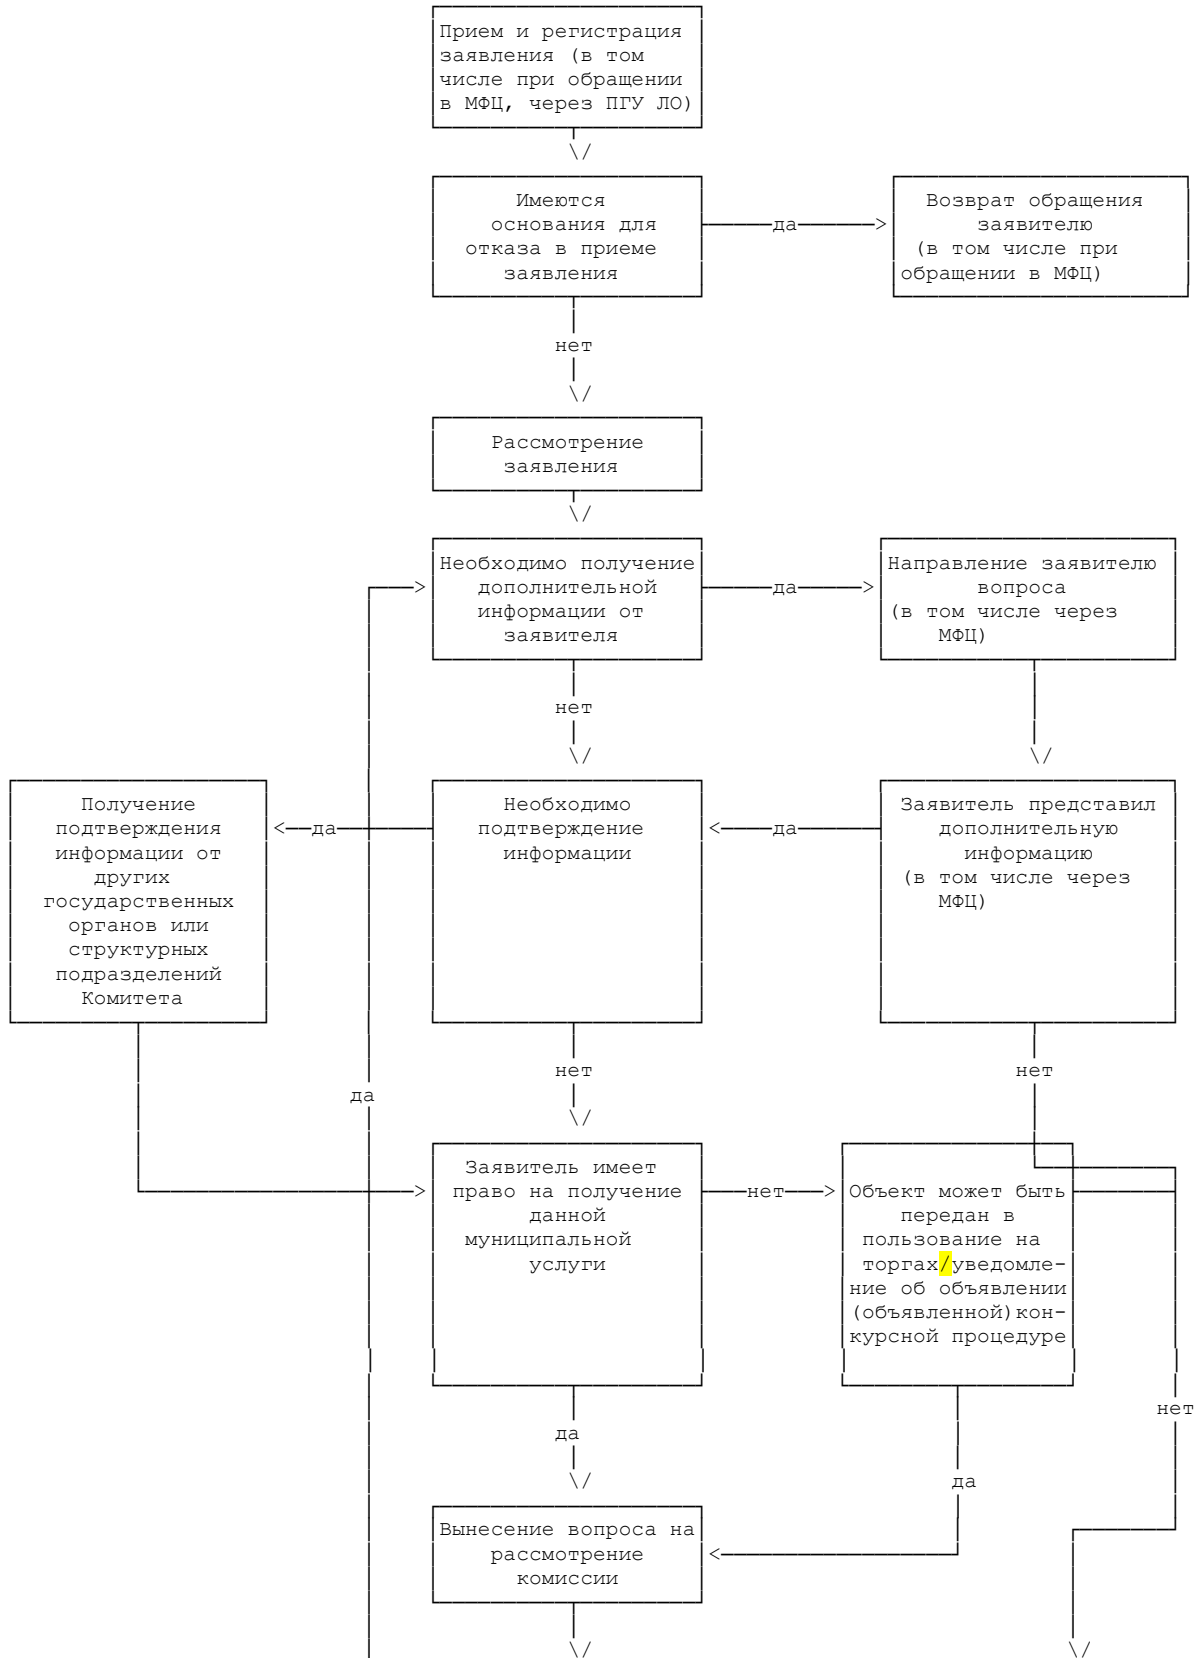 Прием и регистрация
заявления (в том
числе при обращении
в МФЦ, через ПГУ ЛО)
Имеются
основания для
отказа в приеме
заявления
да
Возврат обращения
заявителю
(в том числе при
обращении в МФЦ)
нет
Рассмотрение
заявления
Необходимо получение
дополнительной
информации от
заявителя
да
Направление заявителю
вопроса
(в том числе через
МФЦ)
нет
Получение
подтверждения
информации от
других
государственных
органов или
структурных
подразделений
Комитета
да
Необходимо
подтверждение
информации
да
Заявитель представил
дополнительную
информацию
(в том числе через
МФЦ)
нет
нет
да
Заявитель имеет
право на получение
данной
муниципальной
услуги
нет
Объект может быть
передан в
пользование на
торгах/уведомле-
ние об объявлении
(объявленной)кон-
курсной процедуре
нет
да
да
Вынесение вопроса на
рассмотрение
комиссии